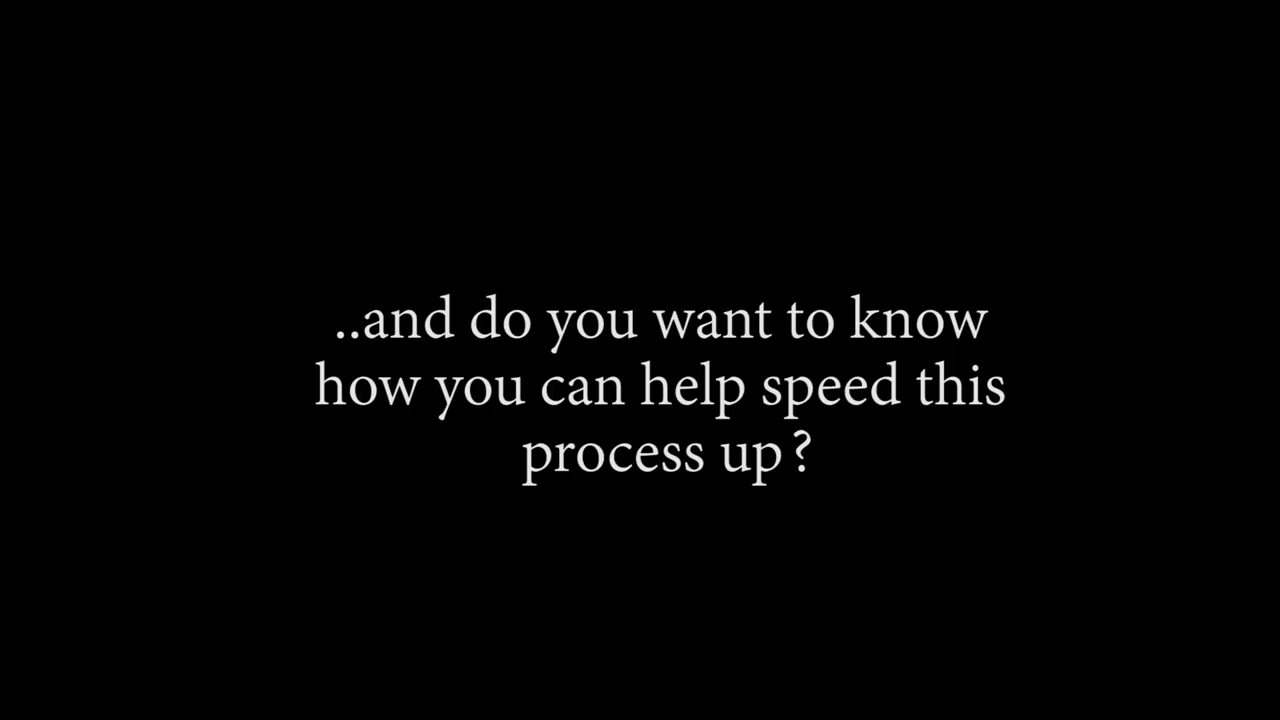 ..and do you want to know
how you can help speed this
process up?